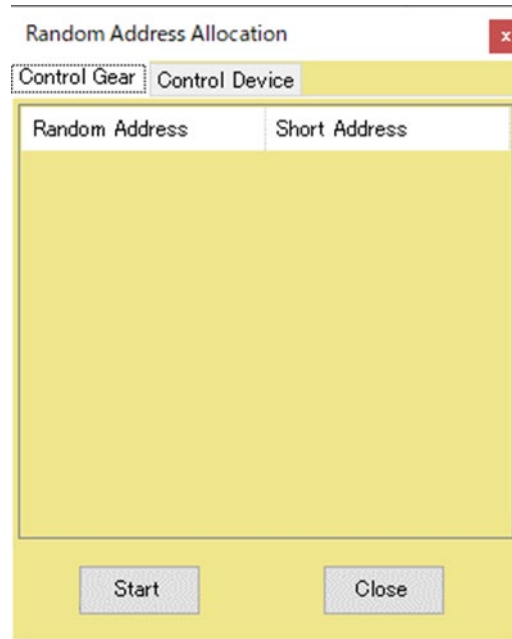 Random Address Allocation x
Control Gear Control Device
Random Address Short Address
Start Close